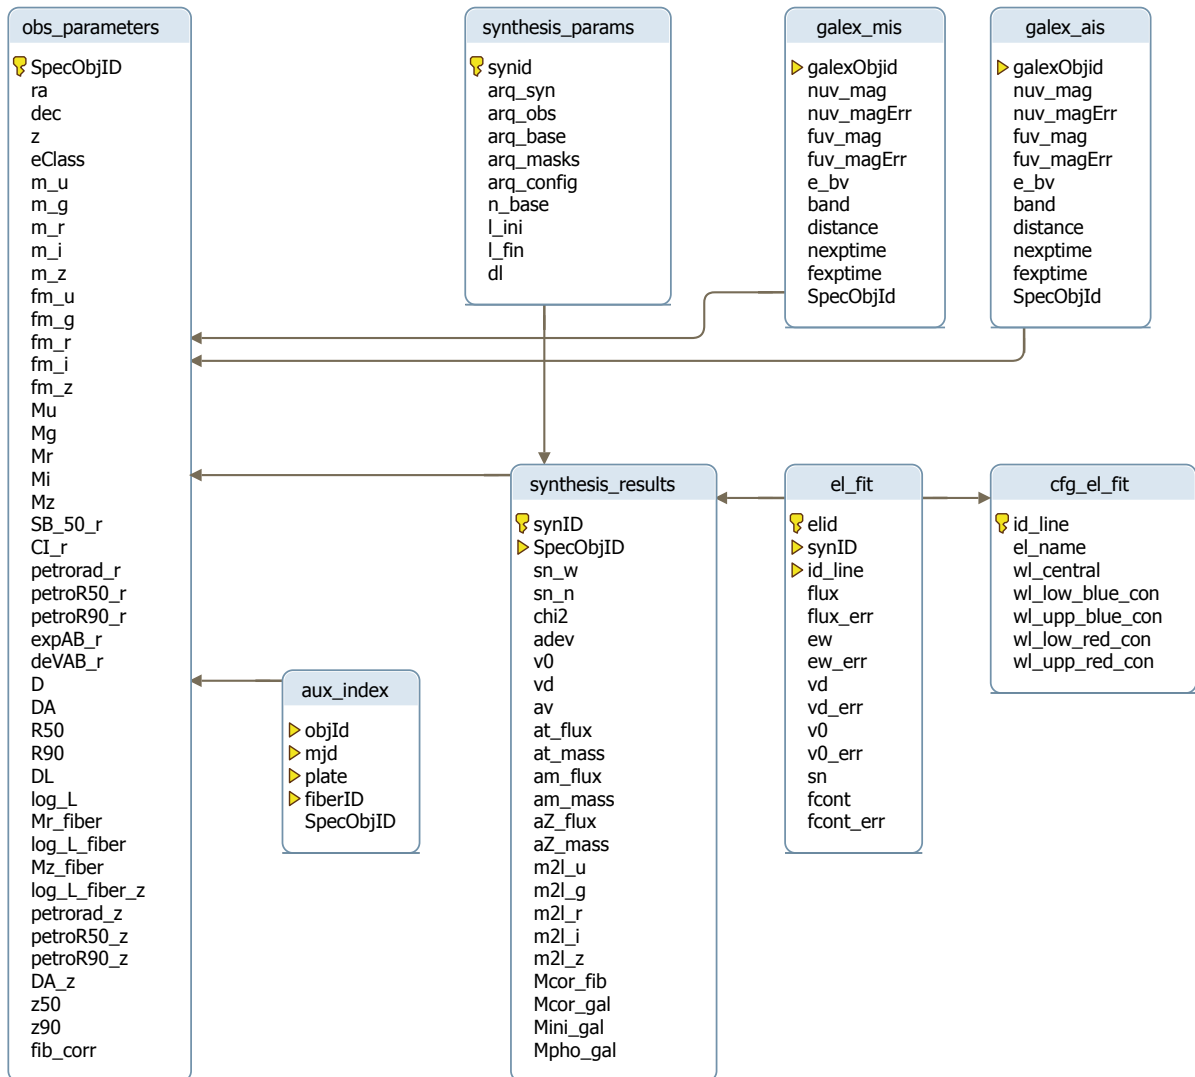 obs_parameters
SpecObjID
ra
dec
z
eClass
m_u
m_g
m_r
m_i
m_z
fm_u
fm_g
fm_r
fm_i
fm_z
Mu
Mg
Mr
Mi
Mz
SB_50_r
CI_r
petrorad_r
petroR50_r
petroR90_r
expAB_r
deVAB_r
D
DA
R50
R90
DL
log_L
Mr_fiber
log_L_fiber
Mz_fiber
log_L_fiber_z
petrorad_z
petroR50_z
petroR90_z
DA_z
z50
z90
fib_corr
synthesis_params
synid
arq_syn
arq_obs
arq_base
arq_masks
arq_config
n_base
l_ini
l_fin
dl
galex_mis
galexObjid
nuv_mag
nuv_magErr
fuv_mag
fuv_magErr
e_bv
band
distance
nexptime
fexptime
SpecObjId
galex_ais
galexObjid
nuv_mag
nuv_magErr
fuv_mag
fuv_magErr
e_bv
band
distance
nexptime
fexptime
SpecObjId
aux_index
objId
mjd
plate
fiberID
SpecObjID
synthesis_results
synID
SpecObjID
sn_w
sn_n
chi2
adev
v0
vd
av
at_flux
at_mass
am_flux
am_mass
aZ_flux
aZ_mass
m2l_u
m2l_g
m2l_r
m2l_i
m2l_z
Mcor_fib
Mcor_gal
Mini_gal
Mpho_gal
el_fit
elid
synID
id_line
flux
flux_err
ew
ew_err
vd
vd_err
v0
v0_err
sn
fcont
fcont_err
cfg_el_fit
id_line
el_name
wl_central
wl_low_blue_con
wl_upp_blue_con
wl_low_red_con
wl_upp_red_con